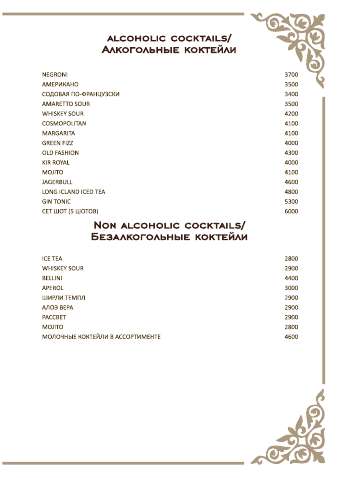 ALCOHOLIC COCKTAILS/
АЛКОГОЛЬНЫЕ КОКТЕЙЛИ
NEGRONI 3700
АМЕРИКАНО 3500
СОДОВАЯ ПО-ФРАНЦУЗСКИ 3400
AMARETTO SOUR 3500
WHISKEY SOUR 4200
COSMOPOLITAN 4100
MARGARITA 4100
GREEN FIZZ 4000
OLD FASHION 4300
KIR ROYAL 4000
MOJITO 4100
JAGERBULL 4600
LONG ICLAND ICED TEA 4800
GIN TONIC 5300
СЕТ ШОТ (5 ШОТОВ) 6000
NON ALCOHOLIC COCKTAILS/
БЕЗАЛКОГОЛЬНЫЕ КОКТЕЙЛИ
ICE TEA 2800
WHISKEY SOUR 2900
BELLINI 4400
APEROL 3000
ШИРЛИ ТЕМПЛ 2900
АЛОЭ ВЕРА 2900
РАССВЕТ 2900
MOJITO 2800
МОЛОЧНЫЕ КОКТЕЙЛИ В АССОРТИМЕНТЕ 4600